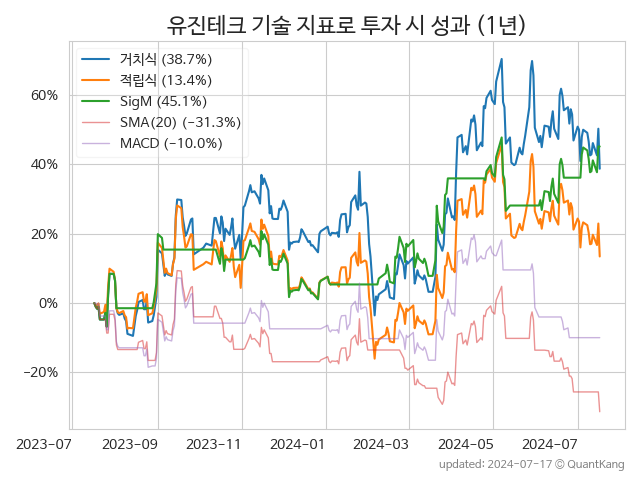 유진테크 기술 지표로 투자 시 성과 (1년)
거치식 (38.7%)
적립식 (13.4%)
SigM (45.1%)
SMA(20) (−31.3%)
MACD (−10.0%)
60%
40%
20%
0%
−20%
2023-07
2023-09
2023-11
2024-01
2024-03
2024-05
2024-07
updated: 2024-07-17 © QuantKang